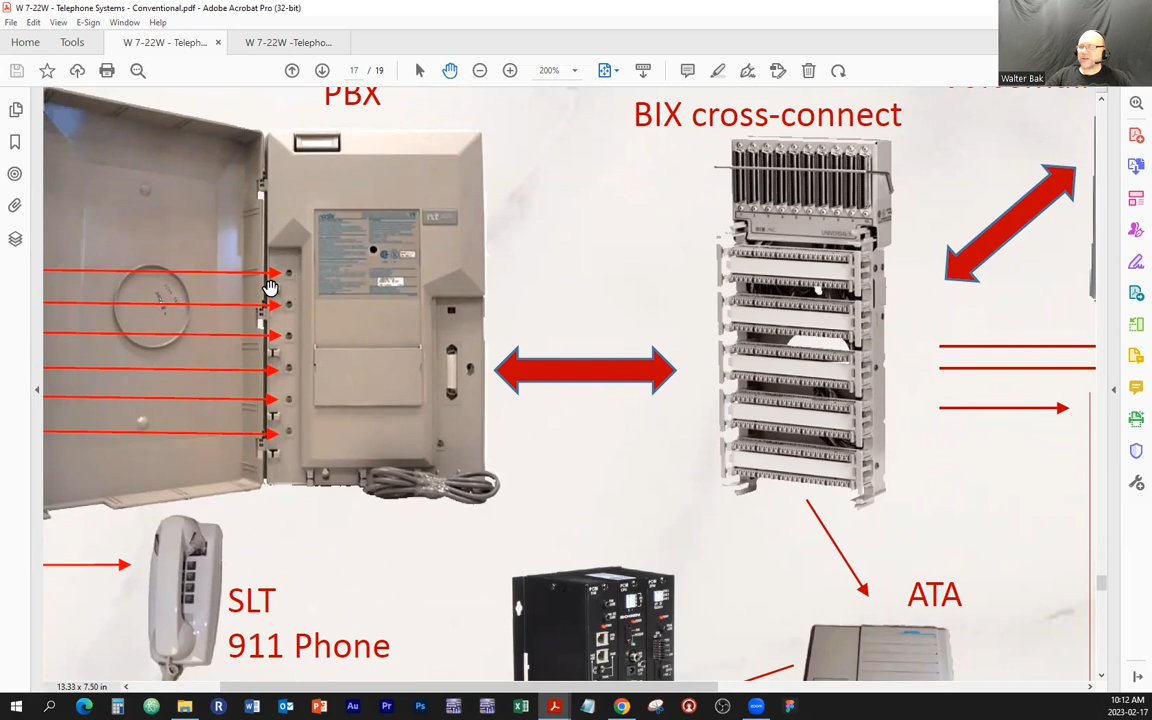 W 7-22W - Telephone Systems - Conventional.pdf - Adobe Acrobat Pro (32-bit)
File Edit View E-Sign Window Help
Home Tools W 7-22W - Teleph... × W 7-22W -Telepho...
17 / 19 200%
Walter Bak
PBX
BIX cross-connect
SLT
911 Phone
ATA
13.33 x 7.50 in
10:12 AM
2023-02-17